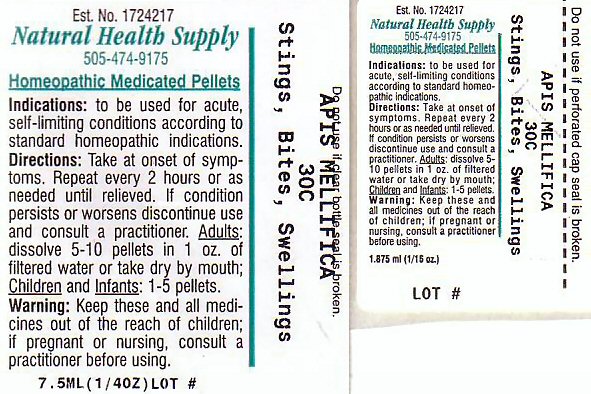 Est. No. 1724217
Natural Health Supply
505-474-9175
Homeopathic Medicated Pellets
Indications: to be used for acute,
self-limiting conditions according to
standard homeopathic indications.
Directions: Take at onset of symp-
toms. Repeat every 2 hours or as
needed until relieved. If condition
persists or worsens discontinue use
and consult a practitioner. Adults:
dissolve 5-10 pellets in 1 oz. of
filtered water or take dry by mouth;
Children and Infants: 1-5 pellets.
Warning: Keep these and all medi-
cines out of the reach of children;
if pregnant or nursing, consult a
practitioner before using.
7.5ML(1/4OZ)LOT #
Stings, Bites, Swellings
APIS MELLIFICA
30C
Do not use if clear bottle seal is broken.
Est. No. 1724217
Natural Health Supply
505-474-9175
Homeopathic Medicated Pellets
Indications: to be used for
acute, self-limiting conditions
according to standard homeo-
pathic indications.
Directions: Take at onset of
symptoms. Repeat every 2
hours or as needed until relieved.
If condition persists or worsens
discontinue use and consult a
practitioner. Adults: dissolve 5-
10 pellets in 1 oz. of filtered
water or take dry by mouth;
Children and Infants: 1-5 pellets.
Warning: Keep these and
all medicines out of the reach
of children; if pregnant or
nursing, consult a practitioner
before using.
1.875 ml (1/16 oz.)
LOT #
Stings, Bites, Swellings
APIS MELLIFICA
30C
Do not use if perforated cap seal is broken.